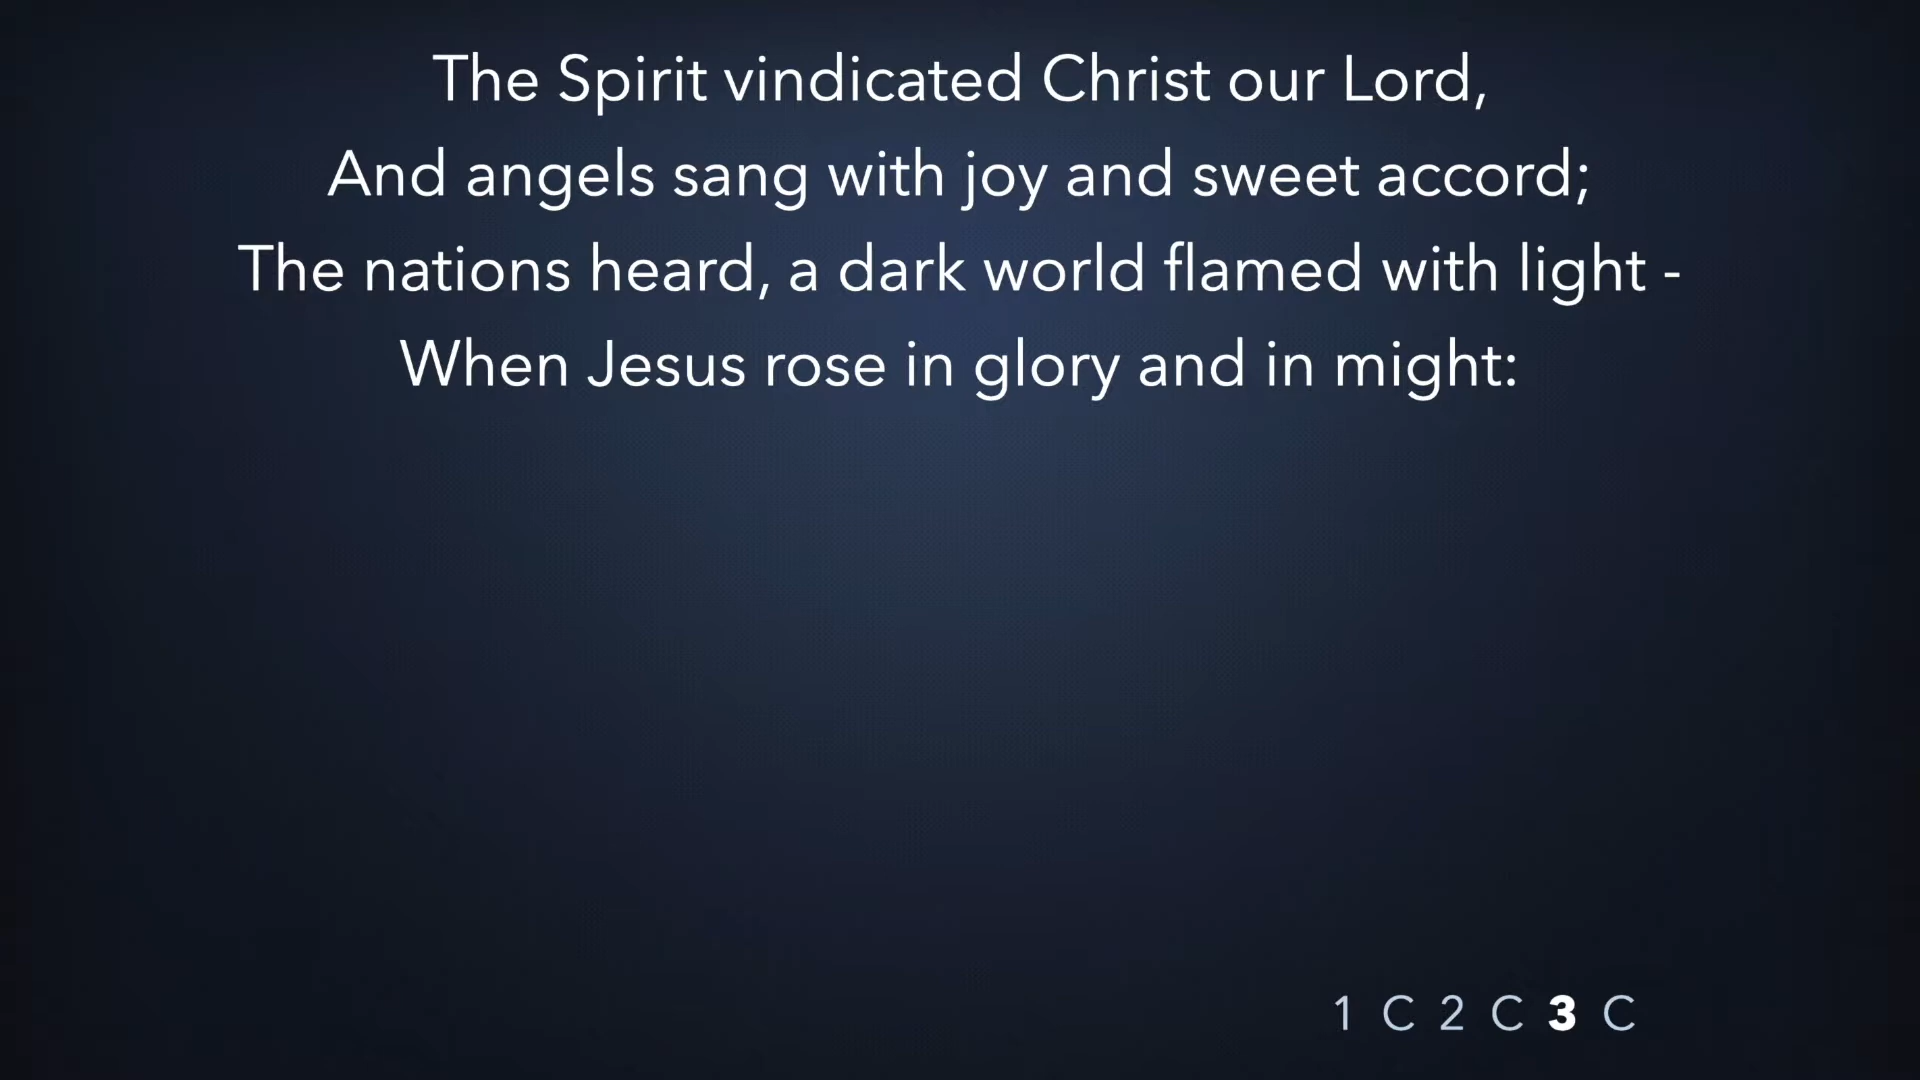 The Spirit vindicated Christ our Lord,
And angels sang with joy and sweet accord;
The nations heard, a dark world flamed with light -
When Jesus rose in glory and in might:
1 C 2 C 3 C